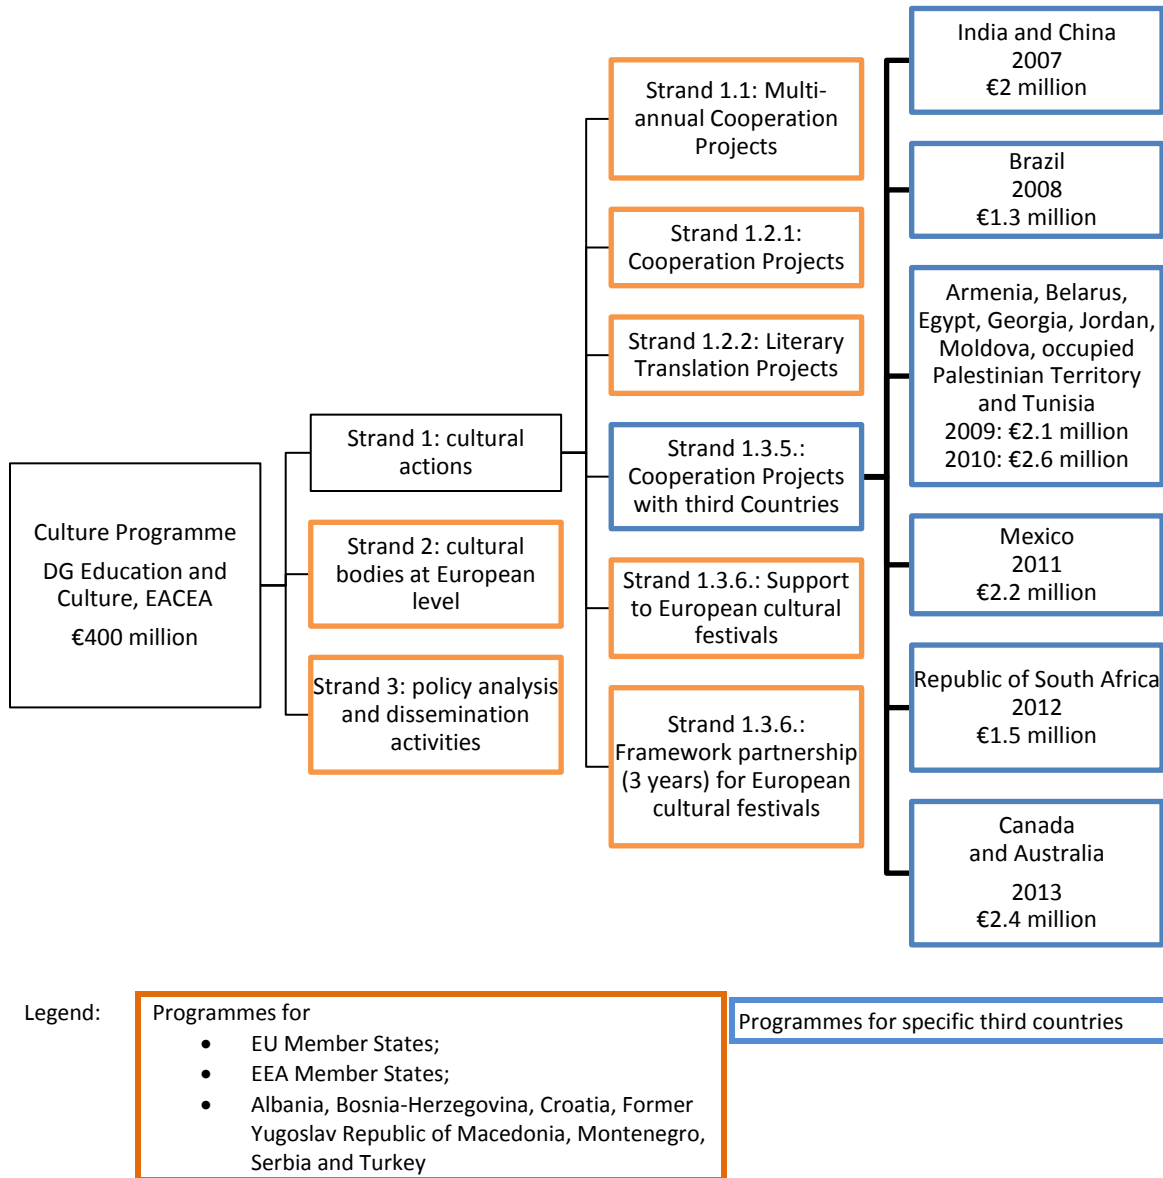 Culture Programme
DG Education and
Culture, EACEA
€400 million
Strand 1: cultural
actions
Strand 2: cultural
bodies at European
level
Strand 3: policy analysis
and dissemination
activities
Strand 1.1: Multi-
annual Cooperation
Projects
Strand 1.2.1:
Cooperation Projects
Strand 1.2.2: Literary
Translation Projects
Strand 1.3.5.:
Cooperation Projects
with third Countries
Strand 1.3.6.: Support
to European cultural
festivals
Strand 1.3.6.:
Framework partnership
(3 years) for European
cultural festivals
India and China
2007
€2 million
Brazil
2008
€1.3 million
Armenia, Belarus,
Egypt, Georgia, Jordan,
Moldova, occupied
Palestinian Territory
and Tunisia
2009: €2.1 million
2010: €2.6 million
Mexico
2011
€2.2 million
Republic of South Africa
2012
€1.5 million
Canada
and Australia
2013
€2.4 million
Legend:
Programmes for
• EU Member States;
• EEA Member States;
• Albania, Bosnia-Herzegovina, Croatia, Former
Yugoslav Republic of Macedonia, Montenegro,
Serbia and Turkey
Programmes for specific third countries